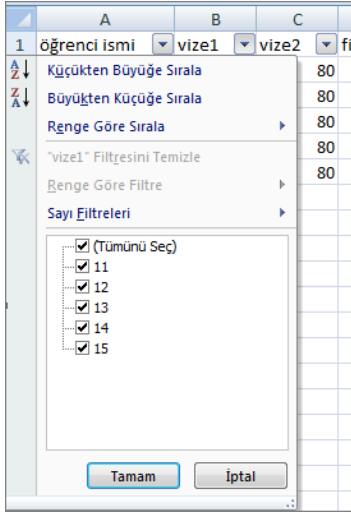 A B C
1 öğrenci ismi vize1 vize2 fi
Küçükten Büyüğe Sırala 80
Büyükten Küçüğe Sırala 80
Renge Göre Sırala 80
"vize1" Filtresini Temizle 80
Renge Göre Filtre 80
Sayı Filtreleri
(Tümünü Seç)
11
12
13
14
15
Tamam İptal